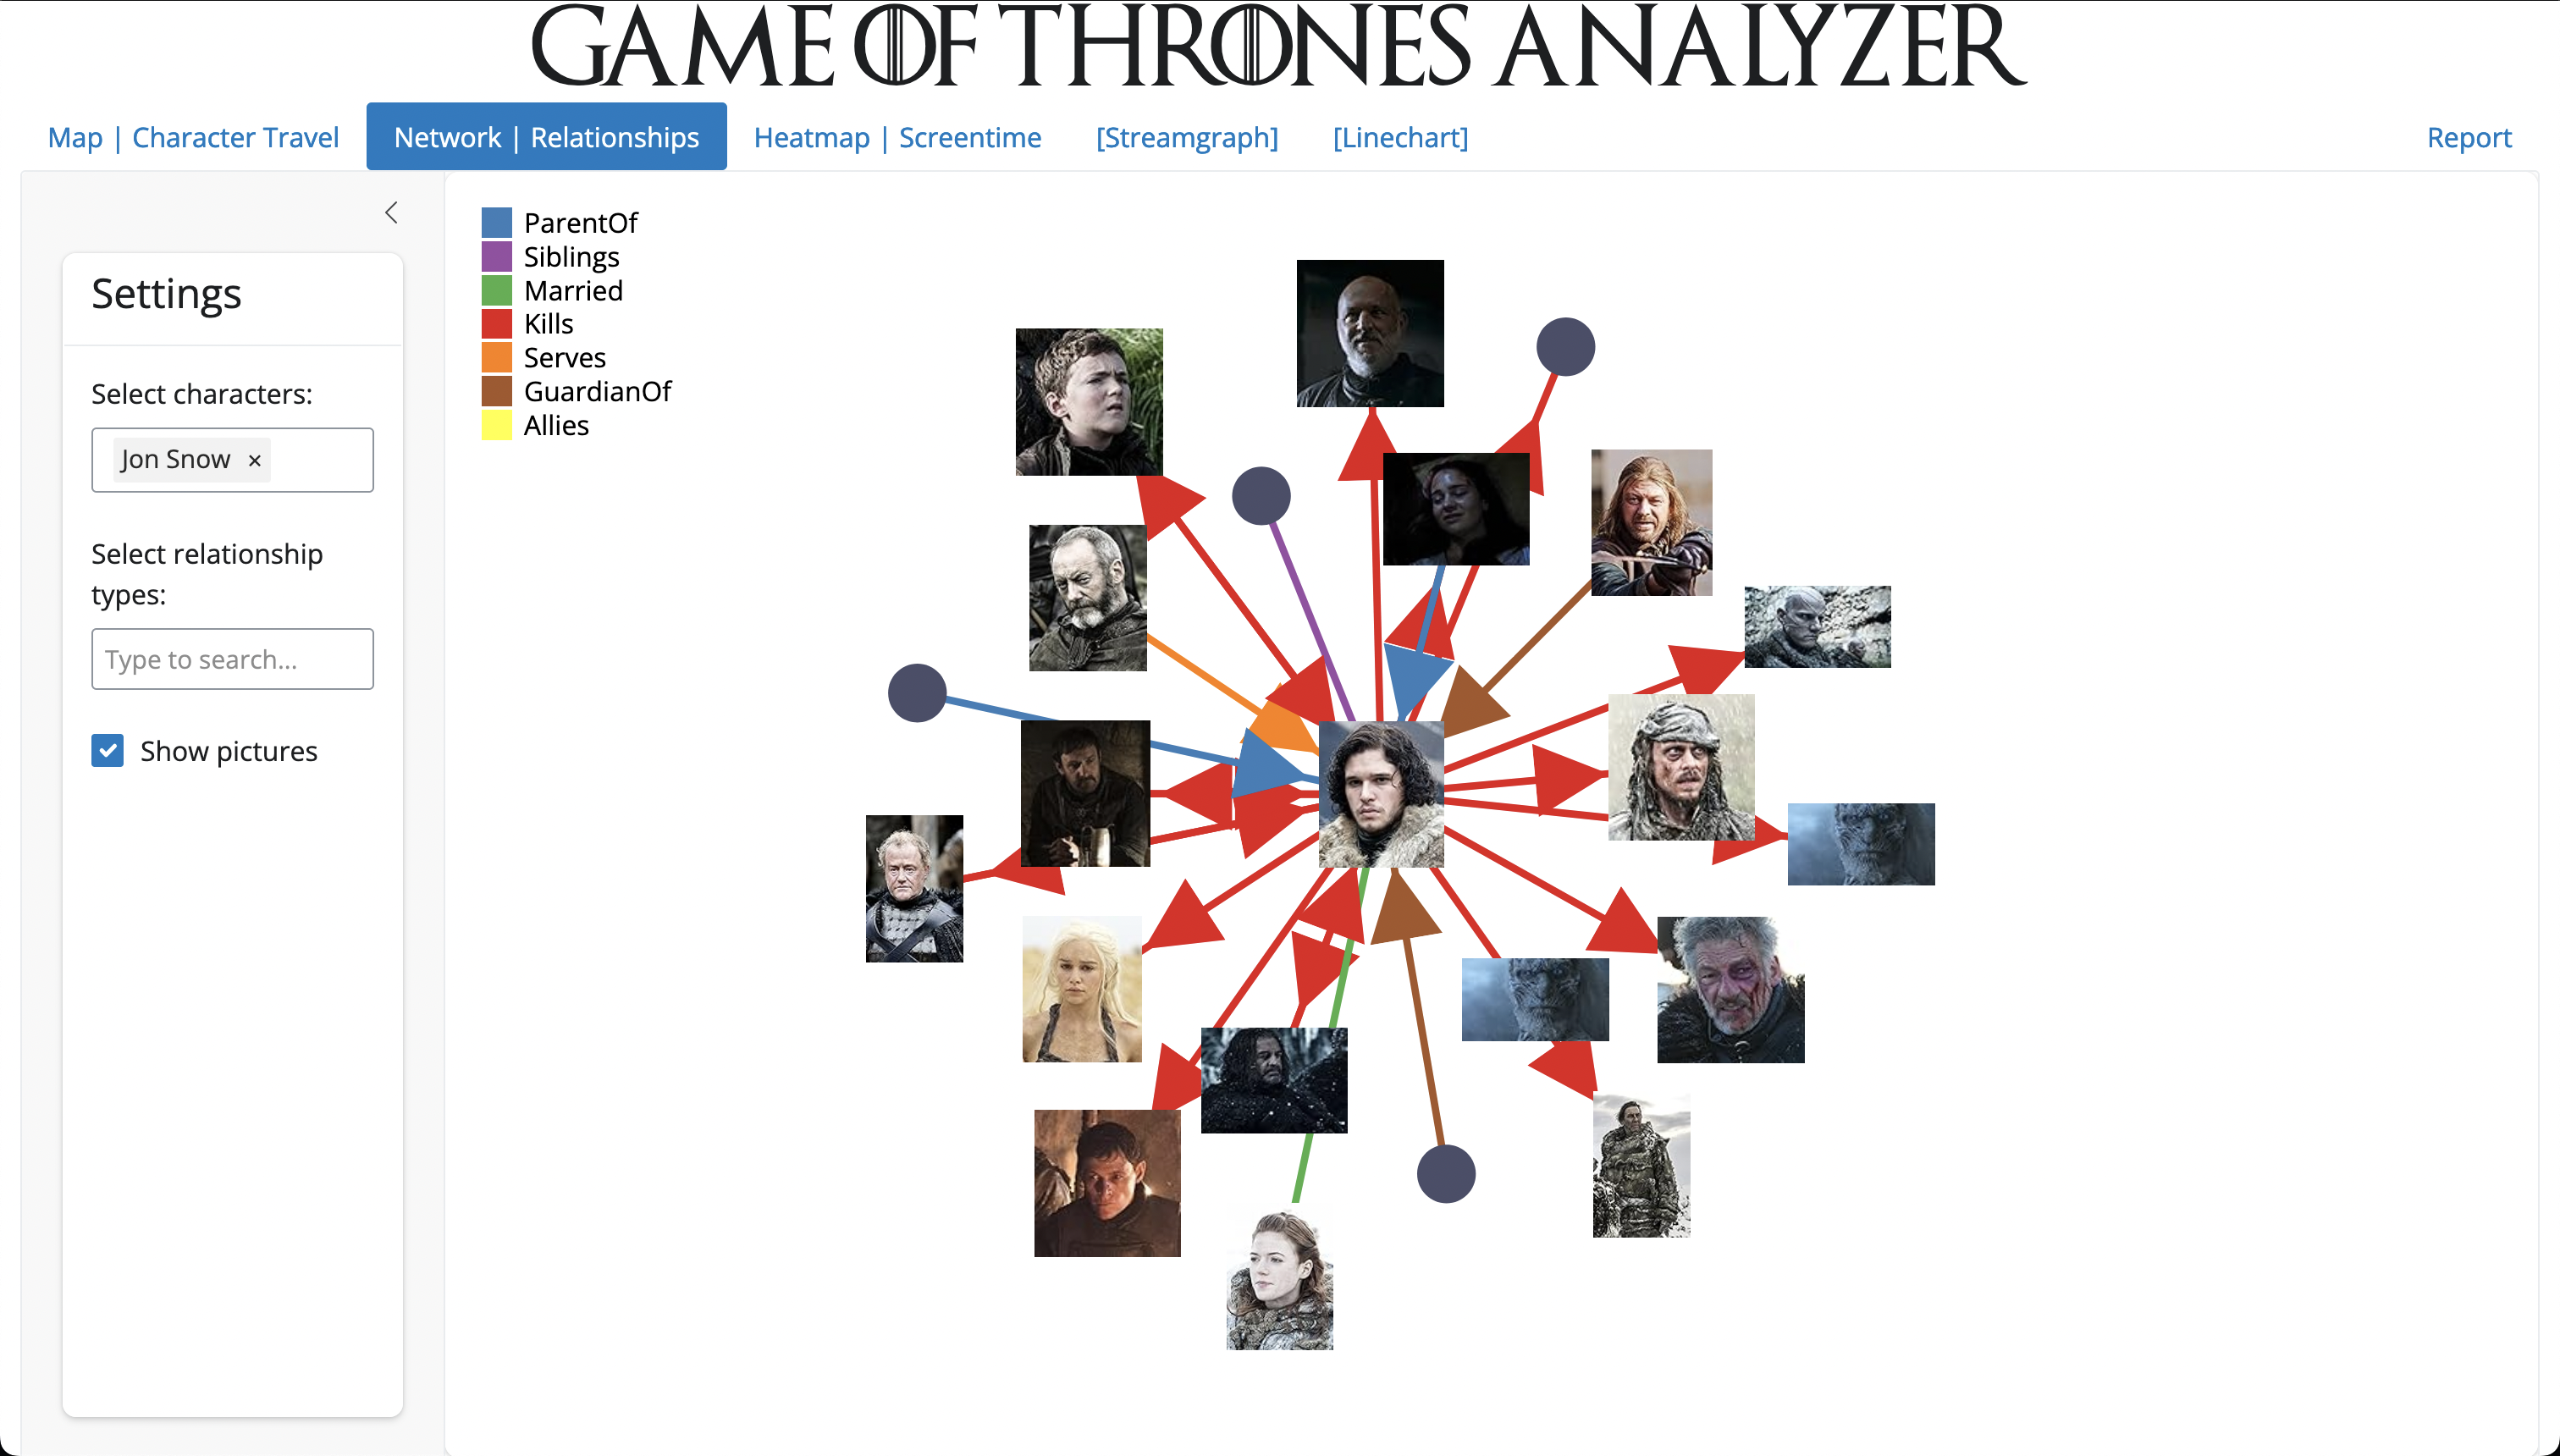 GAME OF THRONES ANALYZER
Map | Character Travel
Network | Relationships
Heatmap | Screentime
[Streamgraph]
[Linechart]
Report
Settings
Select characters:
Jon Snow ×
Select relationship
types:
Type to search...
Show pictures
ParentOf
Siblings
Married
Kills
Serves
GuardianOf
Allies